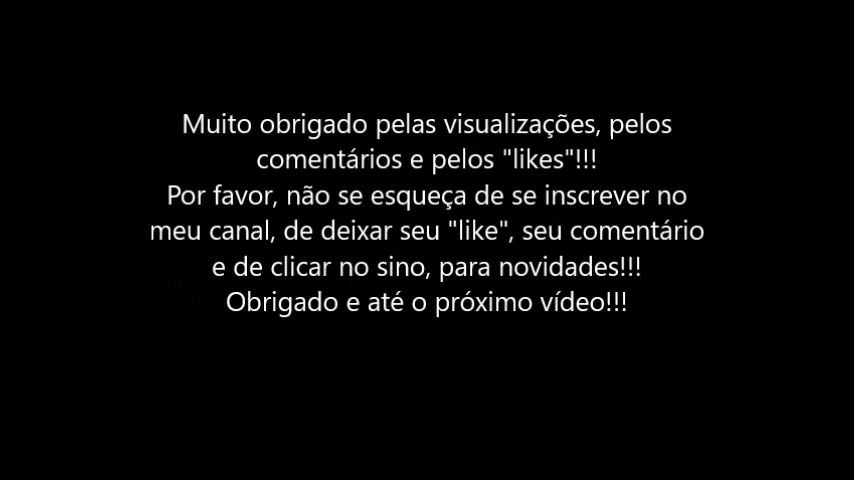 Muito obrigado pelas visualizações, pelos
comentários e pelos "likes"!!!
Por favor, não se esqueça de se inscrever no
meu canal, de deixar seu "like", seu comentário
e de clicar no sino, para novidades!!!
Obrigado e até o próximo vídeo!!!